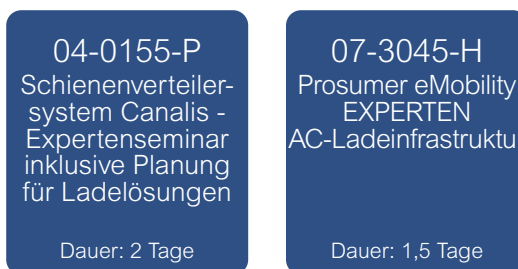 04-0155-P
Schienenverteiler-
system Canalis -
Expertenseminar
inklusive Planung
für Ladelösungen
Dauer: 2 Tage
07-3045-H
Prosumer eMobility
EXPERTEN
AC-Ladeinfrastruktu
Dauer: 1,5 Tage